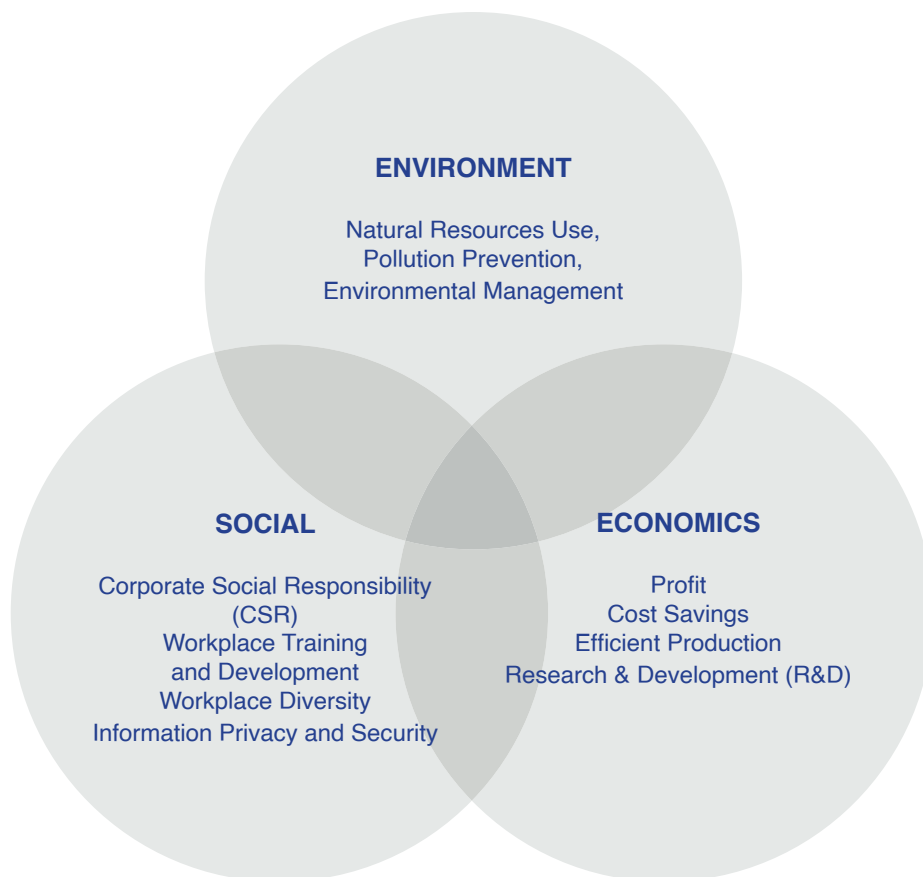 ENVIRONMENT
Natural Resources Use,
Pollution Prevention,
Environmental Management
SOCIAL
Corporate Social Responsibility
(CSR)
Workplace Training
and Development
Workplace Diversity
Information Privacy and Security
ECONOMICS
Profit
Cost Savings
Efficient Production
Research & Development (R&D)